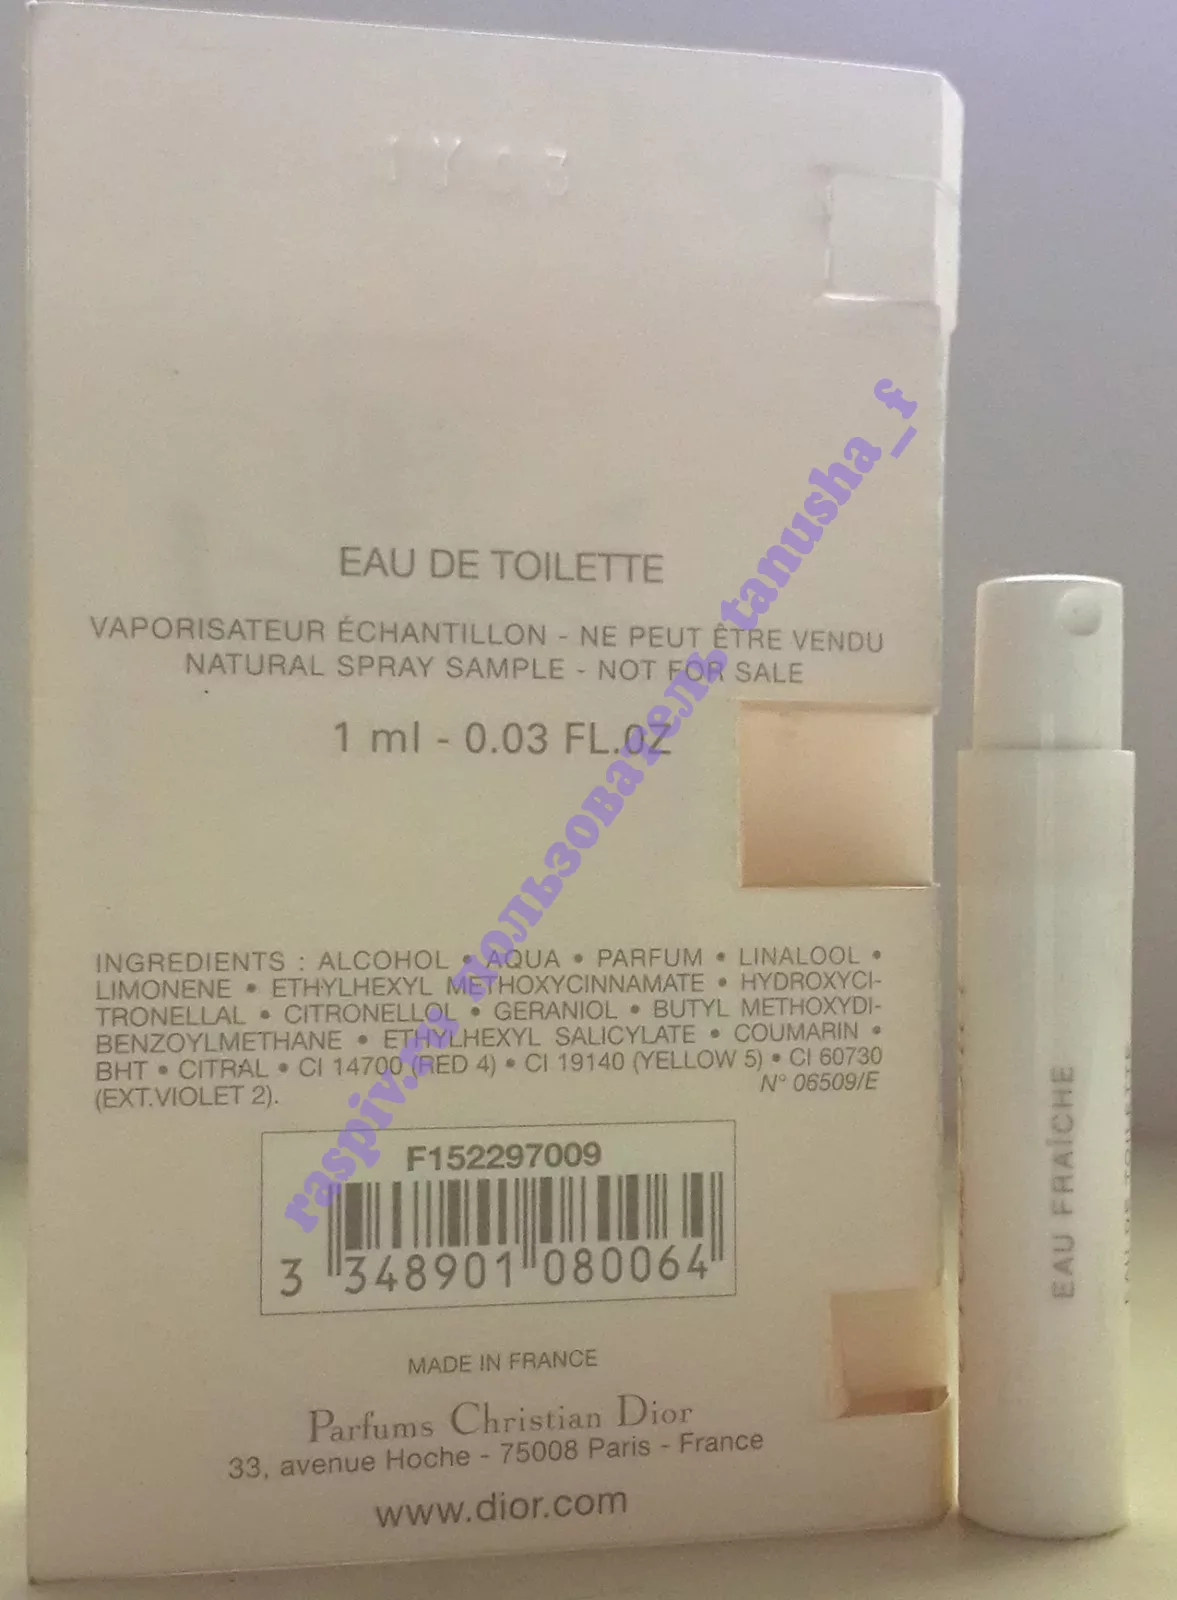 EAU DE TOILETTE
VAPORISATEUR ÉCHANTILLON - NE PEUT ÊTRE VENDU
NATURAL SPRAY SAMPLE - NOT FOR SALE
1 ml - 0.03 FL.OZ
INGREDIENTS : ALCOHOL • AQUA • PARFUM • LINALOOL •
LIMONENE • ETHYLHEXYL METHOXYCINNAMATE • HYDROXYCI-
TRONELLAL • CITRONELLOL • GERANIOL • BUTYL METHOXYDI-
BENZOYLMETHANE • ETHYLHEXYL SALICYLATE • COUMARIN •
BHT • CITRAL • CI 14700 (RED 4) • CI 19140 (YELLOW 5) • CI 60730
(EXT.VIOLET 2).
N° 06509/E
F152297009
3 348901 080064
MADE IN FRANCE
Parfums Christian Dior
33, avenue Hoche - 75008 Paris - France
www.dior.com
EAU FRAÎCHE
EAU DE TOILETTE
raspiv.ru пользователь tanusha_f